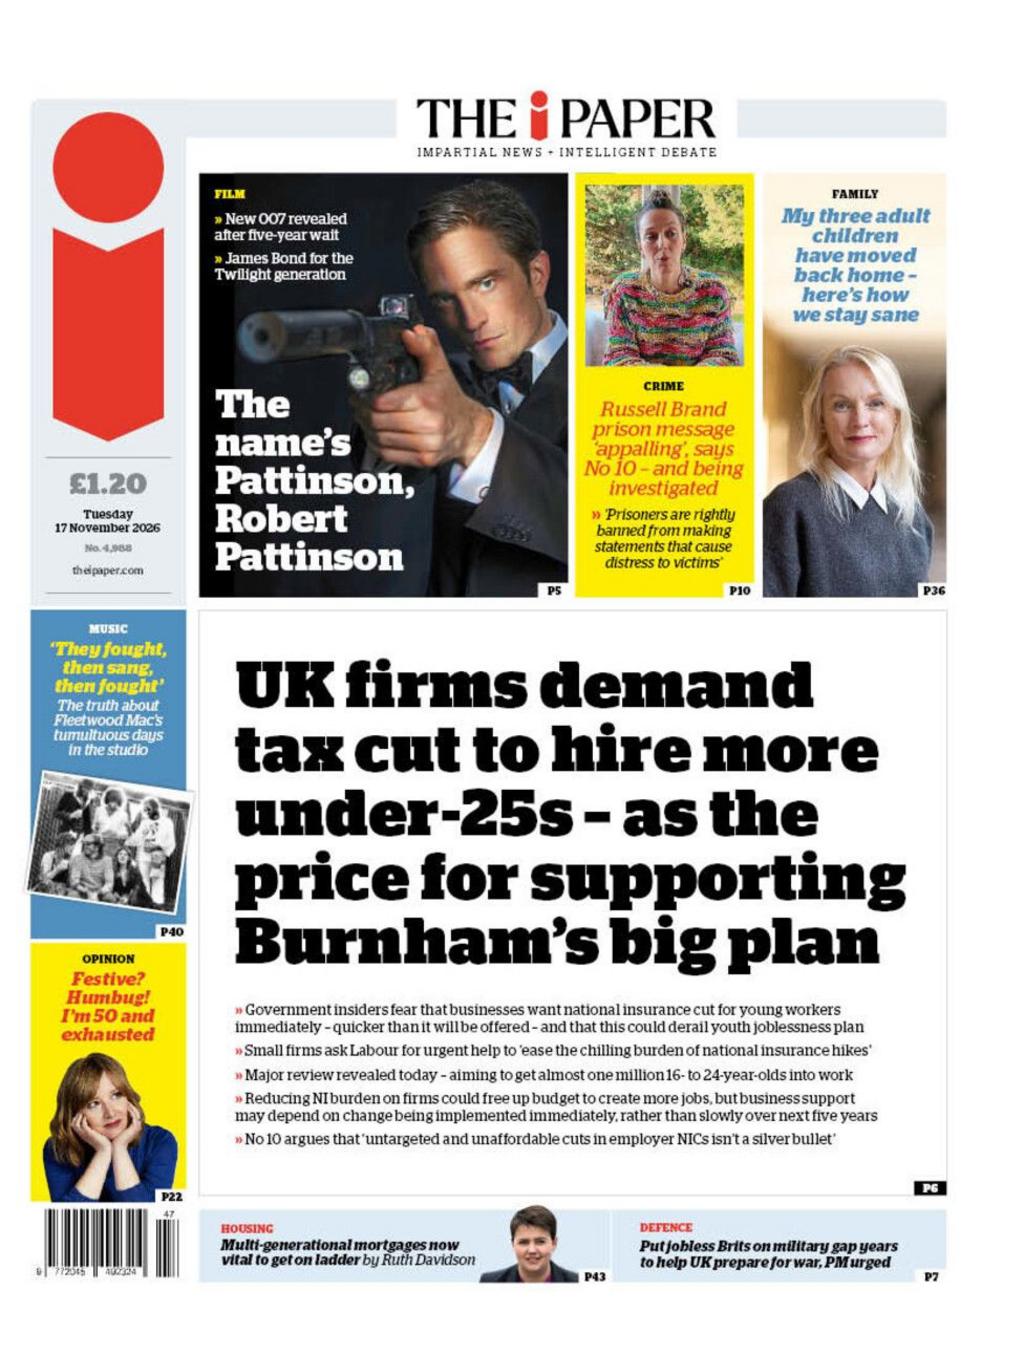 THE i PAPER
IMPARTIAL NEWS + INTELLIGENT DEBATE
£1.20
Tuesday
17 November 2026
No. 4,988
theipaper.com
FILM
» New 007 revealed
after five-year wait
» James Bond for the
Twilight generation
The
name's
Pattinson,
Robert
Pattinson
P5
CRIME
Russell Brand
prison message
'appalling', says
No 10 – and being
investigated
» 'Prisoners are rightly
banned from making
statements that cause
distress to victims'
P10
FAMILY
My three adult
children
have moved
back home –
here's how
we stay sane
P36
MUSIC
'They fought,
then sang,
then fought'
The truth about
Fleetwood Mac's
tumultuous days
in the studio
P40
OPINION
Festive?
Humbug!
I'm 50 and
exhausted
P22
UK firms demand
tax cut to hire more
under-25s – as the
price for supporting
Burnham's big plan
» Government insiders fear that businesses want national insurance cut for young workers
immediately – quicker than it will be offered – and that this could derail youth joblessness plan
» Small firms ask Labour for urgent help to 'ease the chilling burden of national insurance hikes'
» Major review revealed today – aiming to get almost one million 16- to 24-year-olds into work
» Reducing NI burden on firms could free up budget to create more jobs, but business support
may depend on change being implemented immediately, rather than slowly over next five years
» No 10 argues that 'untargeted and unaffordable cuts in employer NICs isn't a silver bullet'
P6
47
9 772045 492324
HOUSING
Multi-generational mortgages now
vital to get on ladder by Ruth Davidson
P43
DEFENCE
Put jobless Brits on military gap years
to help UK prepare for war, PM urged
P7